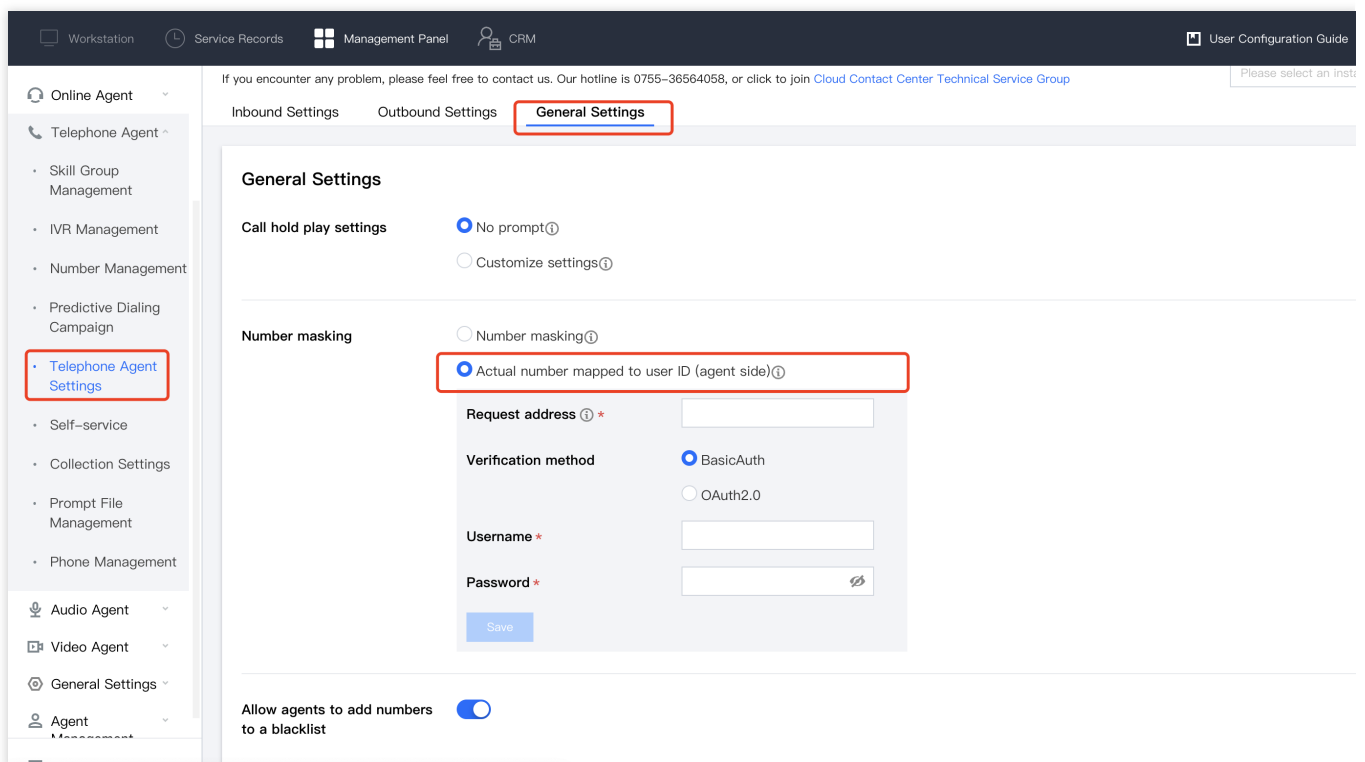 Workstation
Service Records
Management Panel
CRM
User Configuration Guide
If you encounter any problem, please feel free to contact us. Our hotline is 0755-36564058, or click to join Cloud Contact Center Technical Service Group
Please select an insta
Online Agent
Telephone Agent
Skill Group
Management
IVR Management
Number Management
Predictive Dialing
Campaign
Telephone Agent
Settings
Self-service
Collection Settings
Prompt File
Management
Phone Management
Audio Agent
Video Agent
General Settings
Agent
Management
Inbound Settings
Outbound Settings
General Settings
General Settings
Call hold play settings
No prompt
Customize settings
Number masking
Number masking
Actual number mapped to user ID (agent side)
Request address *
Verification method
BasicAuth
OAuth2.0
Username *
Password *
Save
Allow agents to add numbers
to a blacklist